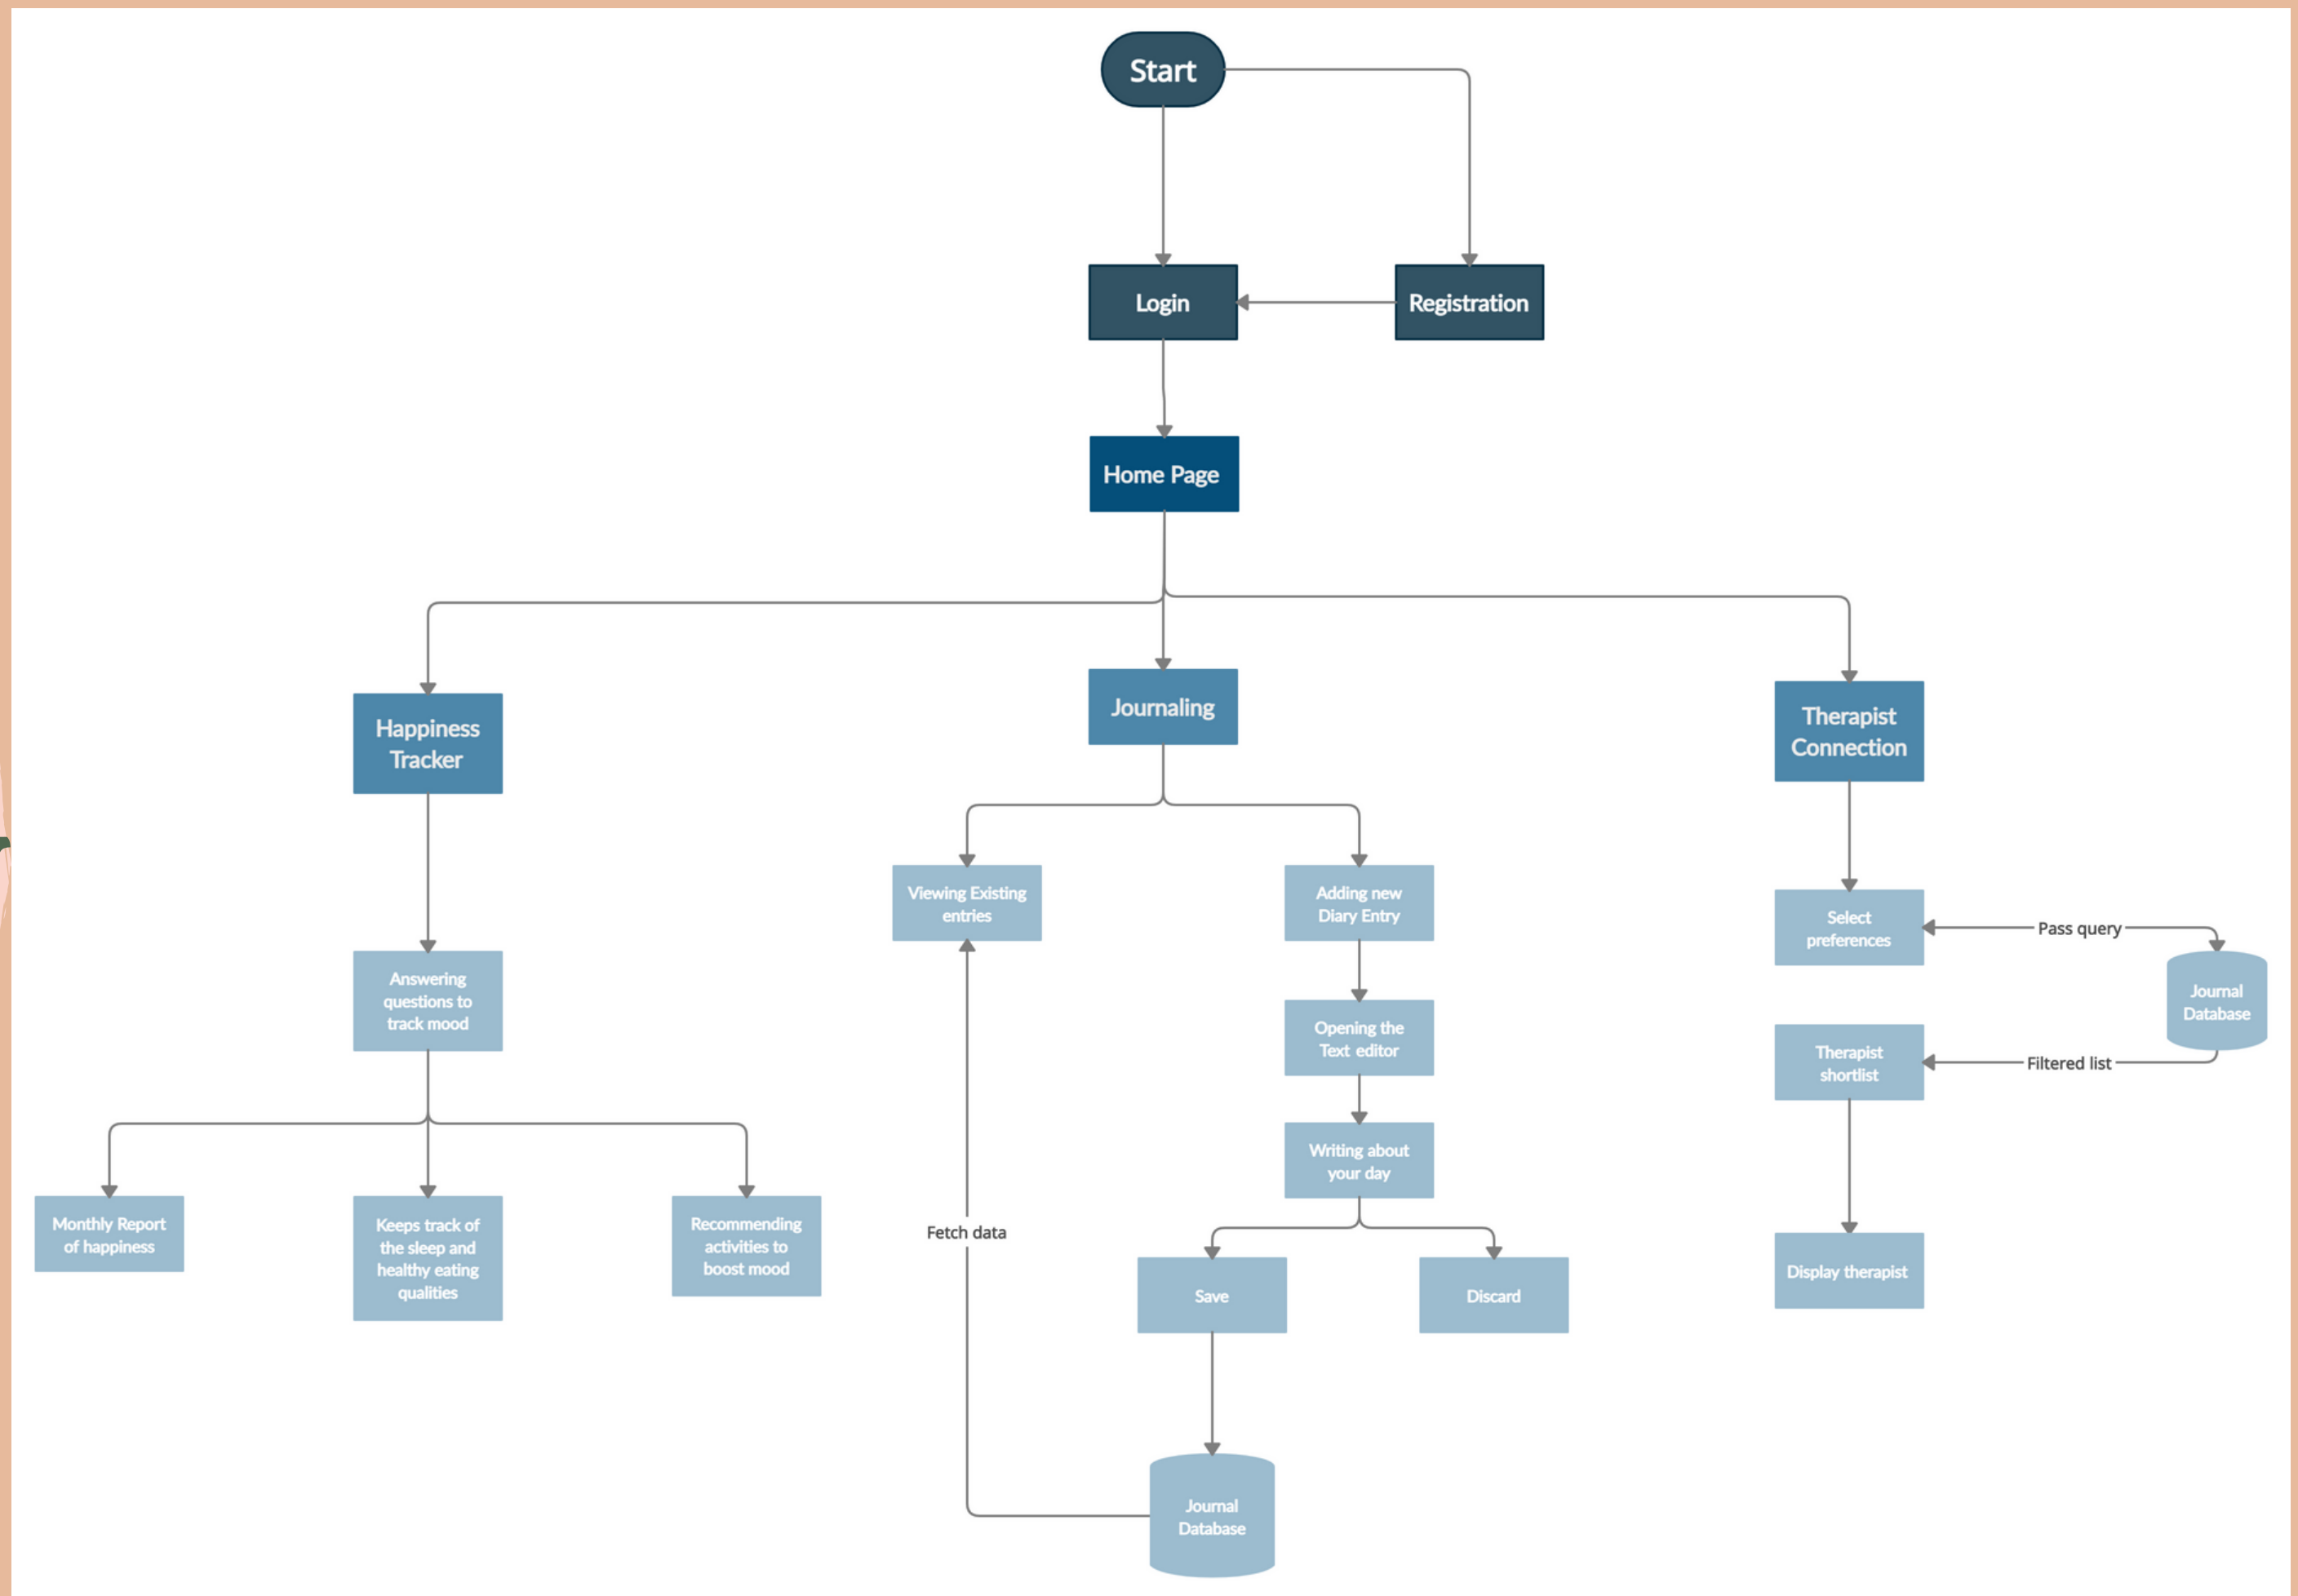 Start
Login
Registration
Home Page
Happiness
Tracker
Journaling
Therapist
Connection
Viewing Existing
entries
Adding new
Diary Entry
Select
preferences
Pass query
Journal
Database
Answering
questions to
track mood
Opening the
Text editor
Therapist
shortlist
Filtered list
Writing about
your day
Monthly Report
of happiness
Keeps track of
the sleep and
healthy eating
qualities
Recommending
activities to
boost mood
Fetch data
Save
Discard
Display therapist
Journal
Database